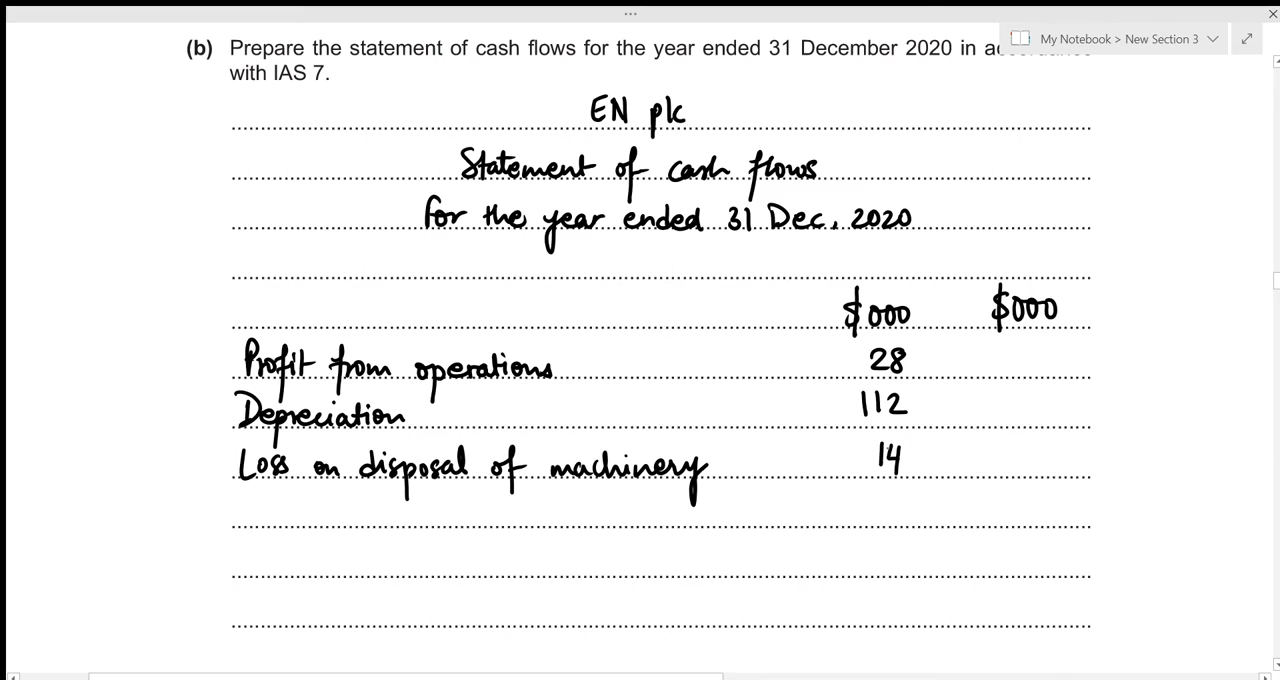 My Notebook > New Section 3
(b) Prepare the statement of cash flows for the year ended 31 December 2020 in
with IAS 7.
EN plc
Statement of cash flows
for the year ended 31 Dec. 2020
$000 $000
Profit from operations 28
Depreciation 112
Loss on disposal of machinery 14